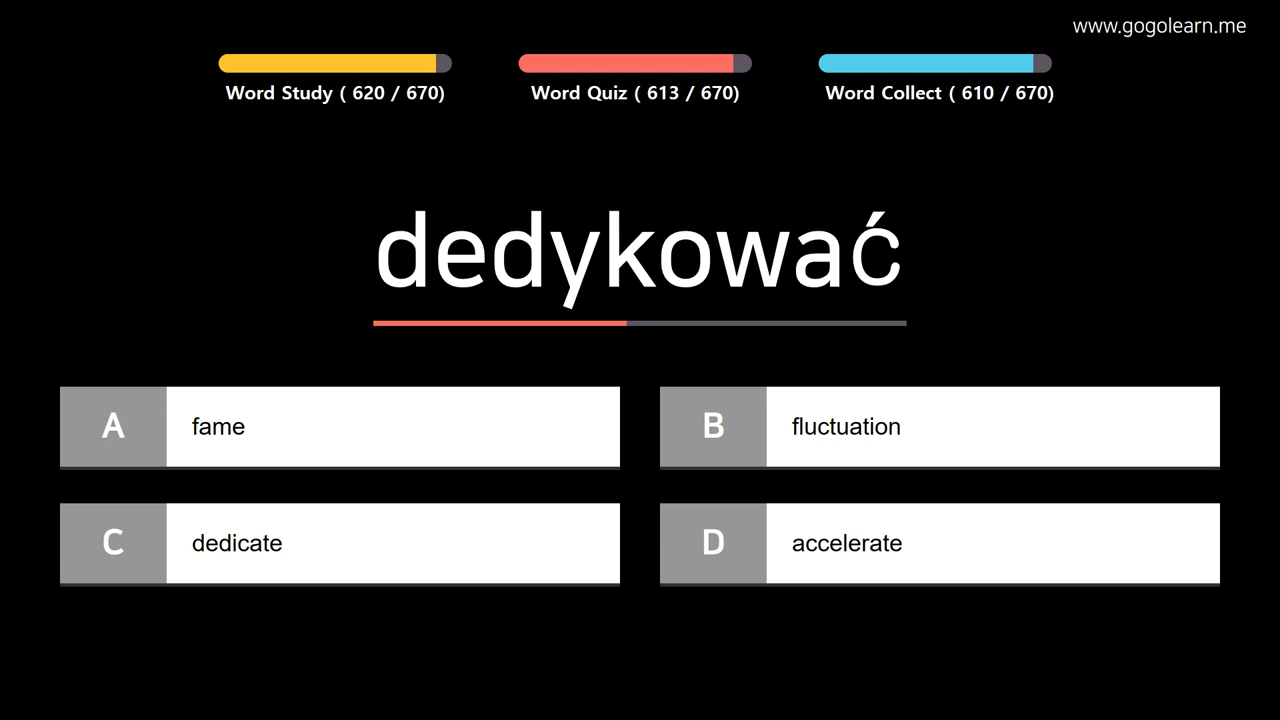 www.gogolearn.me
Word Study ( 620 / 670)
Word Quiz ( 613 / 670)
Word Collect ( 610 / 670)
dedykować
A fame
B fluctuation
C dedicate
D accelerate